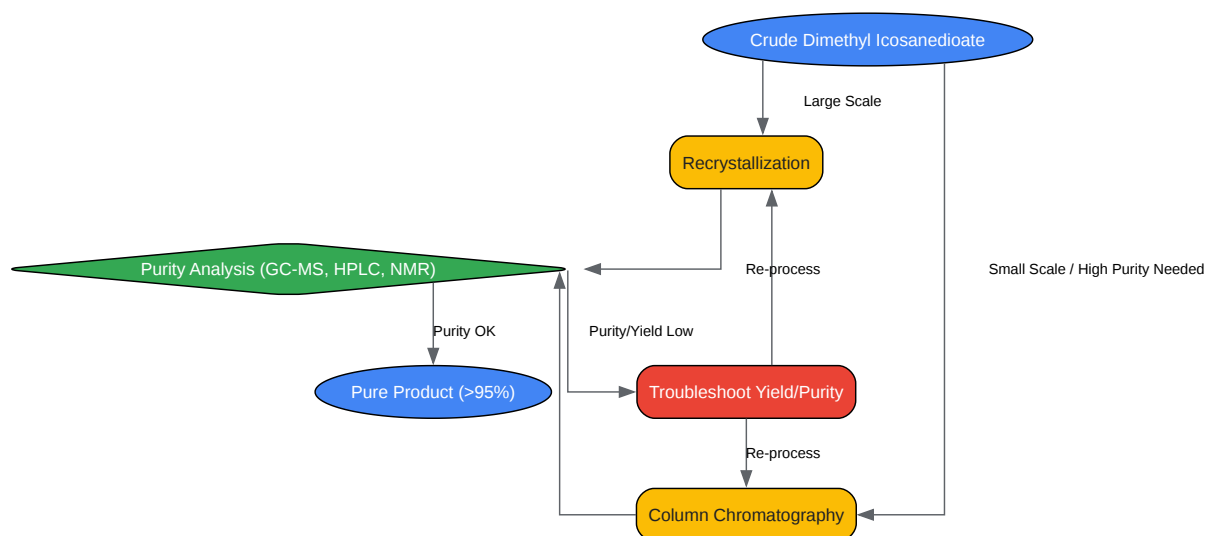 Crude Dimethyl Icosanedioate
Large Scale
Recrystallization
Purity Analysis (GC-MS, HPLC, NMR)
Re-process
Small Scale / High Purity Needed
Purity OK
Purity/Yield Low
Pure Product (>95%)
Troubleshoot Yield/Purity
Re-process
Column Chromatography